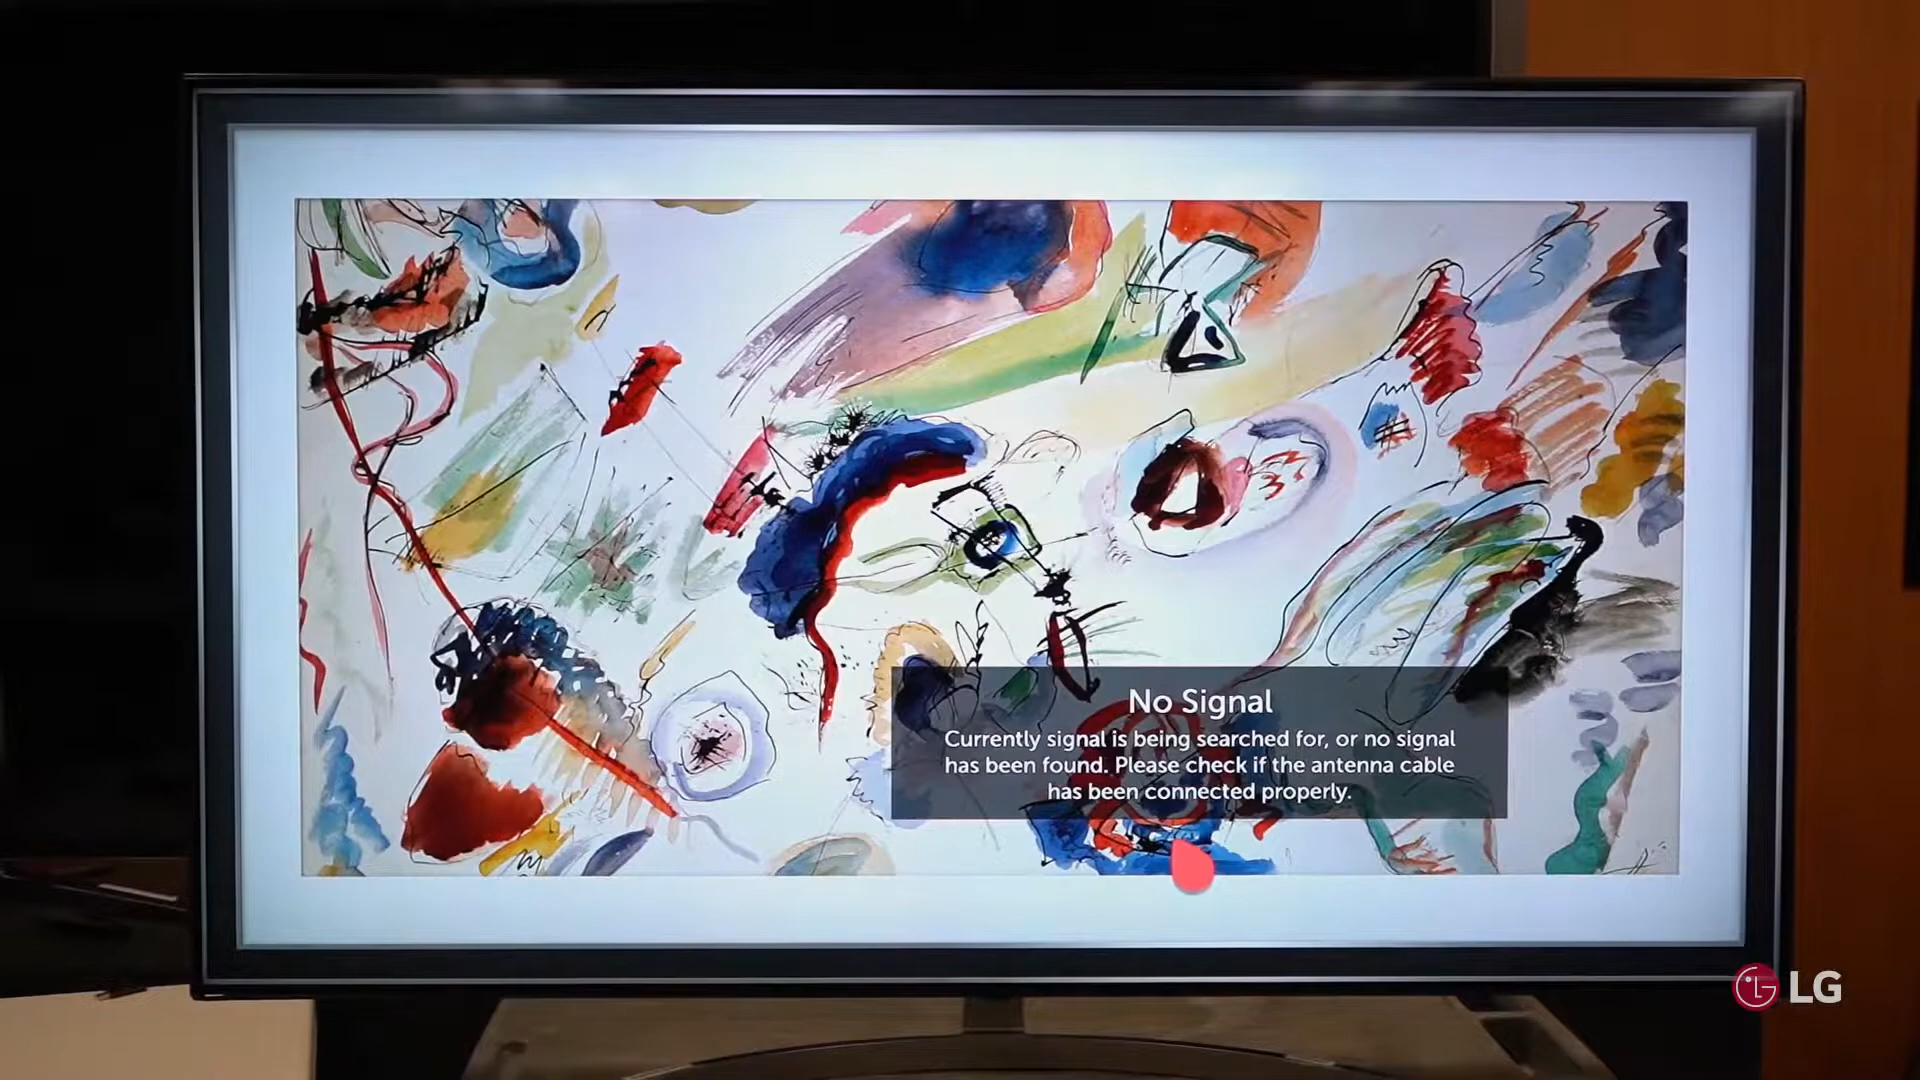 No Signal
Currently signal is being searched for, or no signal
has been found. Please check if the antenna cable
has been connected properly.
LG